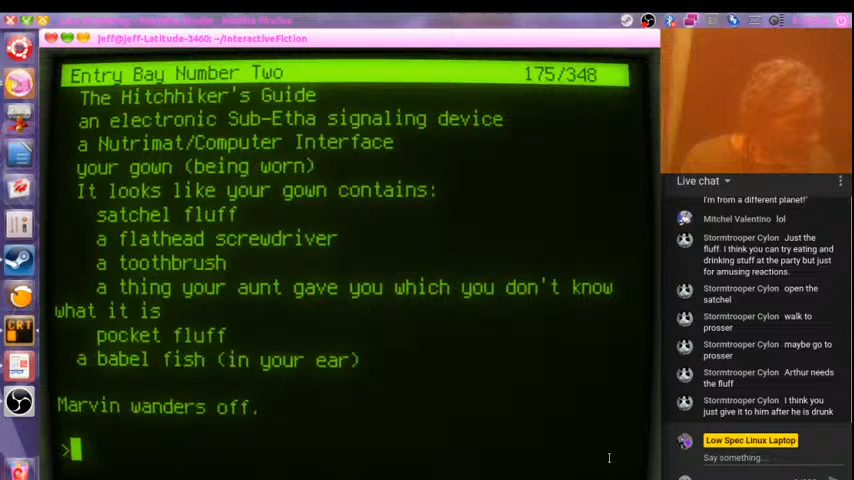 jeff@jeff-Latitude-3460: ~/InteractiveFiction
Entry Bay Number Two 175/348
The Hitchhiker's Guide
an electronic Sub-Etha signaling device
a Nutrimat/Computer Interface
your gown (being worn)
It looks like your gown contains:
satchel fluff
a flathead screwdriver
a toothbrush
a thing your aunt gave you which you don't know
what it is
pocket fluff
a babel fish (in your ear)
Marvin wanders off.
>
CRT
Live chat
I'm from a different planet!"
Mitchel Valentino lol
Stormtrooper Cylon Just the
fluff. I think you can try eating and
drinking stuff at the party but just
for amusing reactions.
Stormtrooper Cylon open the
satchel
Stormtrooper Cylon walk to
prosser
Stormtrooper Cylon maybe go to
prosser
Stormtrooper Cylon Arthur needs
the fluff
Stormtrooper Cylon I think you
just give it to him after he is drunk
Low Spec Linux Laptop
Say something...